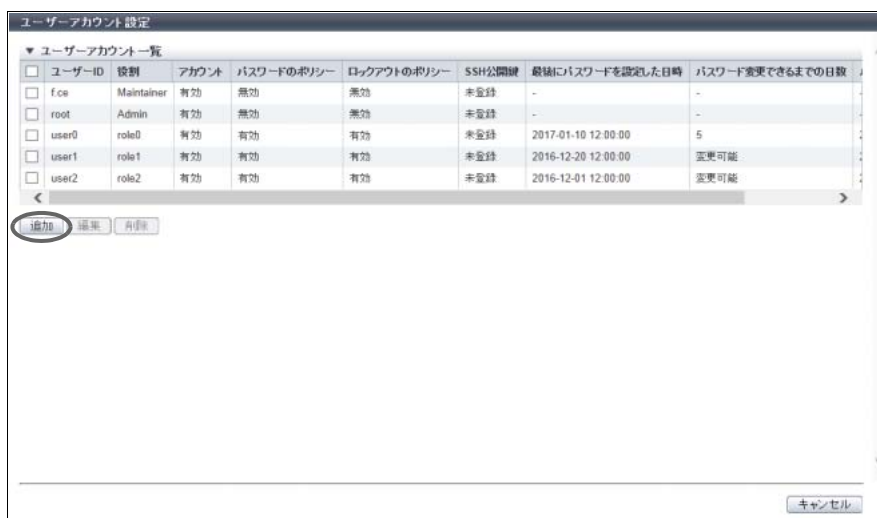 ユーザーアカウント設定
▼ ユーザーアカウント一覧
ユーザーID 役割 アカウント パスワードのポリシー ロックアウトのポリシー SSH公開鍵 最後にパスワードを設定した日時 パスワード変更できるまでの日数
f.ce Maintainer 有効 無効 無効 未登録 - -
root Admin 有効 無効 無効 未登録 - -
user0 role0 有効 有効 有効 未登録 2017-01-10 12:00:00 5
user1 role1 有効 有効 有効 未登録 2016-12-20 12:00:00 変更可能
user2 role2 有効 有効 有効 未登録 2016-12-01 12:00:00 変更可能
追加 編集 削除
キャンセル